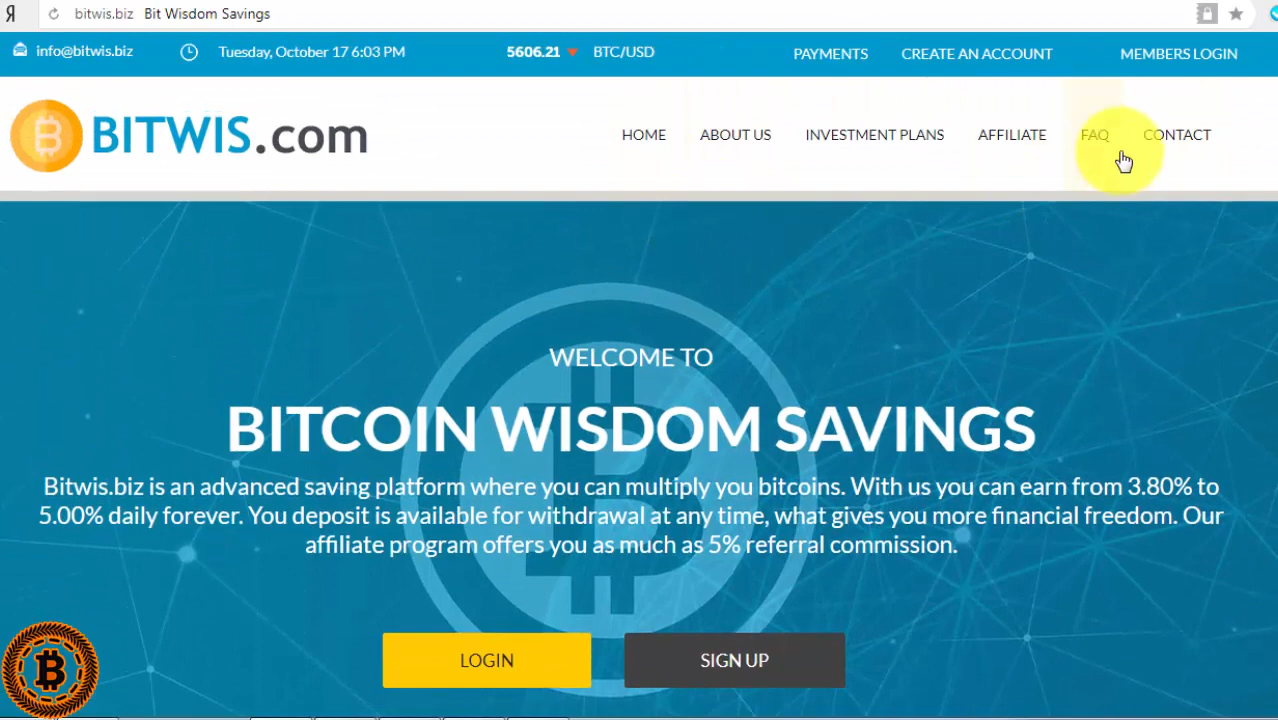 Я bitwis.biz Bit Wisdom Savings
info@bitwis.biz Tuesday, October 17 6:03 PM 5606.21 BTC/USD PAYMENTS CREATE AN ACCOUNT MEMBERS LOGIN
BITWIS.com HOME ABOUT US INVESTMENT PLANS AFFILIATE FAQ CONTACT
WELCOME TO
BITCOIN WISDOM SAVINGS
Bitwis.biz is an advanced saving platform where you can multiply you bitcoins. With us you can earn from 3.80% to
5.00% daily forever. You deposit is available for withdrawal at any time, what gives you more financial freedom. Our
affiliate program offers you as much as 5% referral commission.
LOGIN SIGN UP